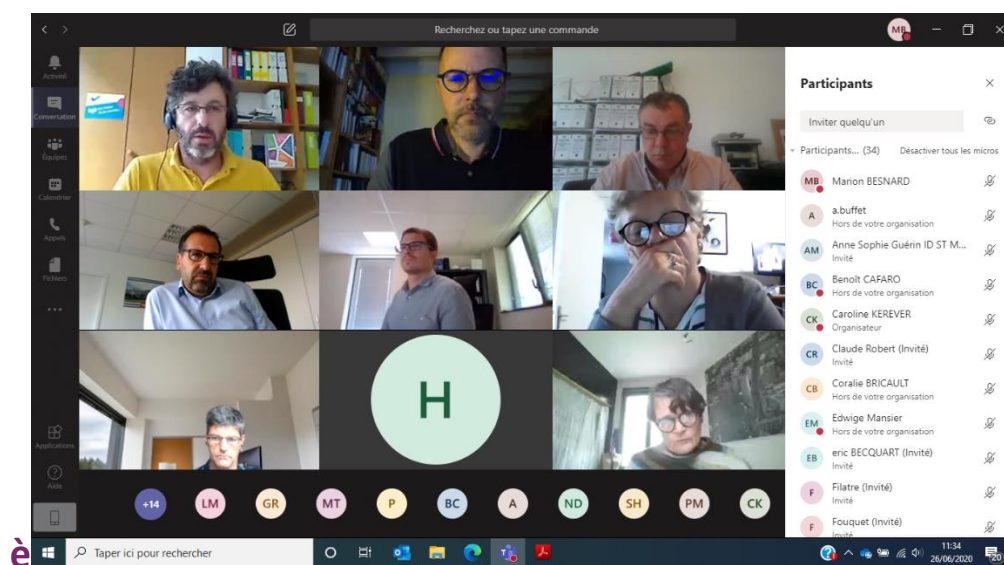 Recherchez ou tapez une commande
MB
Activité
Conversation
Équipes
Calendrier
Appels
Fichiers
Applications
Aide
H
+14
LM
GR
MT
P
BC
A
ND
SH
PM
CK
Participants
Inviter quelqu'un
Participants... (34)
Désactiver tous les micros
MB
Marion BESNARD
A
a.buffet
Hors de votre organisation
AM
Anne Sophie Guérin ID ST M...
Invité
BC
Benoît CAFARO
Hors de votre organisation
CK
Caroline KEREVER
Organisateur
CR
Claude Robert (Invité)
Invité
CB
Coralie BRICAULT
Hors de votre organisation
EM
Edwige Mansier
Hors de votre organisation
EB
eric BECQUART (Invité)
Invité
F
Filatre (Invité)
Invité
F
Fouquet (Invité)
Invité
è
Taper ici pour rechercher
11:34
26/06/2020
20